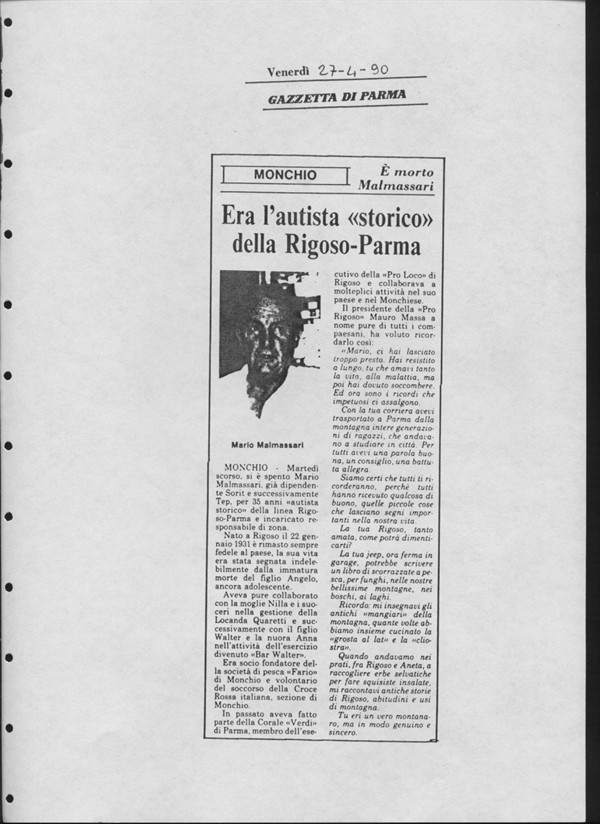 Venerdì 27-4-90
GAZZETTA DI PARMA
MONCHIO
È morto
Malmassari
Era l'autista «storico»
della Rigoso-Parma
Mario Malmassari
MONCHIO - Martedì
scorso, si è spento Mario
Malmassari, già dipenden-
te Sorit e successivamente
Tep, per 35 anni «autista
storico» della linea Rigo-
so-Parma e incaricato re-
sponsabile di zona.
Nato a Rigoso il 22 gen-
naio 1931 è rimasto sempre
fedele al paese, la sua vita
era stata segnata indele-
bilmente dalla immatura
morte del figlio Angelo,
ancora adolescente.
Aveva pure collaborato
con la moglie Nilla e i suo-
ceri nella gestione della
Locanda Quaretti e suc-
cessivamente con il figlio
Walter e la nuora Anna
nell'attività dell'esercizio
divenuto «Bar Walter».
Era socio fondatore del-
la società di pesca «Fario»
di Monchio e volontario
del soccorso della Croce
Rossa italiana, sezione di
Monchio.
In passato aveva fatto
parte della Corale «Verdi»
di Parma, membro dell'ese-
cutivo della «Pro Loco» di
Rigoso e collaborava a
molteplici attività nel suo
paese e nel Monchiese.
Il presidente della «Pro
Rigoso» Mauro Massa a
nome pure di tutti i com-
paesani, ha voluto ricor-
darlo così:
«Mario, ci hai lasciato
troppo presto. Hai resistito
a lungo, tu che amavi tanto
la vita, alla malattia, ma
poi hai dovuto soccombere.
Ed ora sono i ricordi che
impetuosi ci assalgono.
Con la tua corriera avevi
trasportato a Parma dalla
montagna intere generazio-
ni di ragazzi, che andava-
no a studiare in città. Per
tutti avevi una parola buo-
na, un consiglio, una battu-
ta allegra.
Siamo certi che tutti ti ri-
corderanno, perchè tutti
hanno ricevuto qualcosa di
buono, quelle piccole cose
che lasciano segni impor-
tanti nella nostra vita.
La tua Rigoso, tanto
amata, come potrà dimenti-
carti?
La tua jeep, ora ferma in
garage, potrebbe scrivere
un libro di scorrazzate a pe-
sca, per funghi, nelle nostre
bellissime montagne, nei
boschi, ai laghi.
Ricordo: mi insegnavi gli
antichi «mangiari» della
montagna, quante volte ab-
biamo insieme cucinato la
«grosta al lat» e la «clio-
stra».
Quando andavamo nei
prati, fra Rigoso e Aneta, a
raccogliere erbe selvatiche
per fare squisiste insalate,
mi raccontavi antiche storie
di Rigoso, abitudini e usi
di montagna.
Tu eri un vero montana-
ro, ma in modo genuino e
sincero.